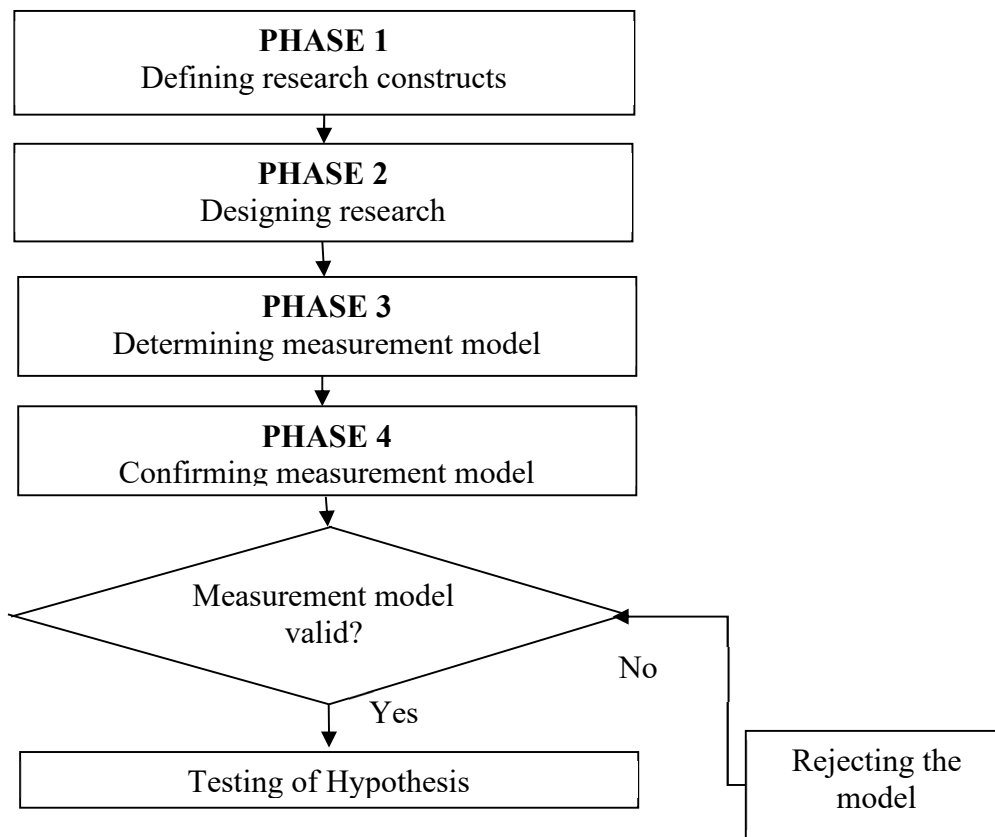 PHASE 1
Defining research constructs
PHASE 2
Designing research
PHASE 3
Determining measurement model
PHASE 4
Confirming measurement model
Measurement model
valid?
No
Yes
Testing of Hypothesis
Rejecting the
model